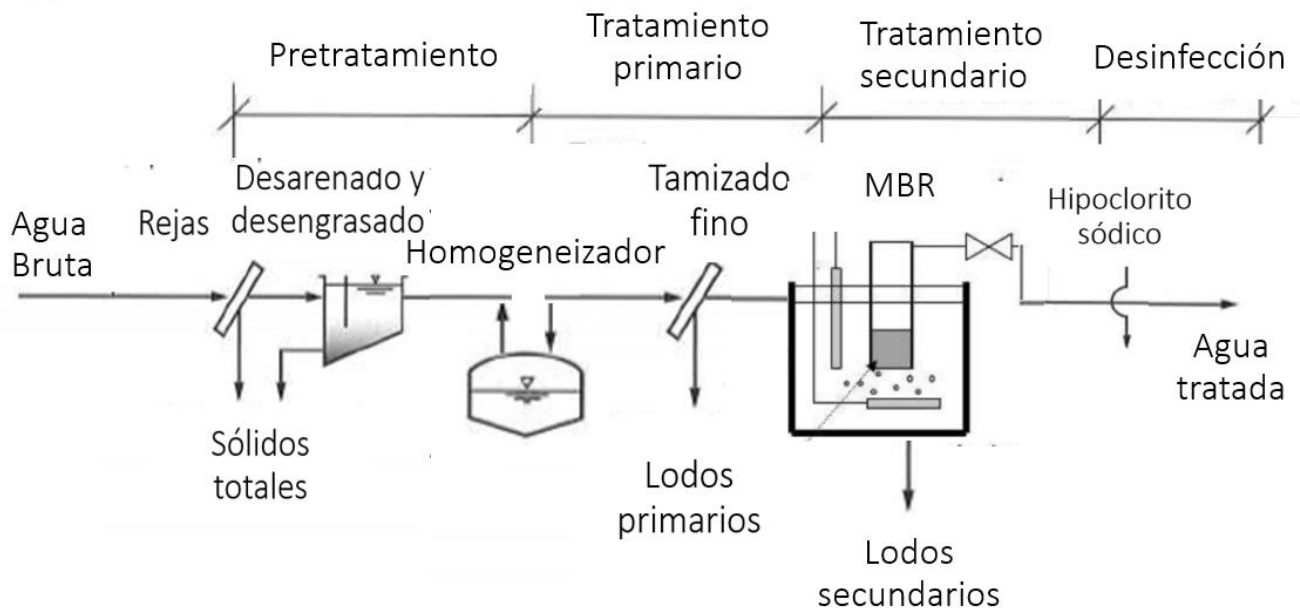 Pretratamiento
Tratamiento
primario
Tratamiento
secundario
Desinfección
Agua
Bruta
Rejas
Desarenado y
desengrasado
Homogeneizador
Tamizado
fino
MBR
Hipoclorito
sódico
Agua
tratada
Sólidos
totales
Lodos
primarios
Lodos
secundarios